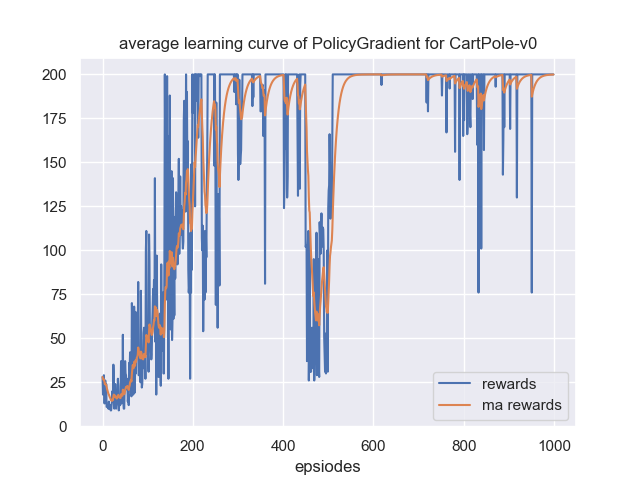 average learning curve of PolicyGradient for CartPole-v0
200
175
150
125
100
75
50
25
0
0 200 400 600 800 1000
epsiodes
rewards
ma rewards